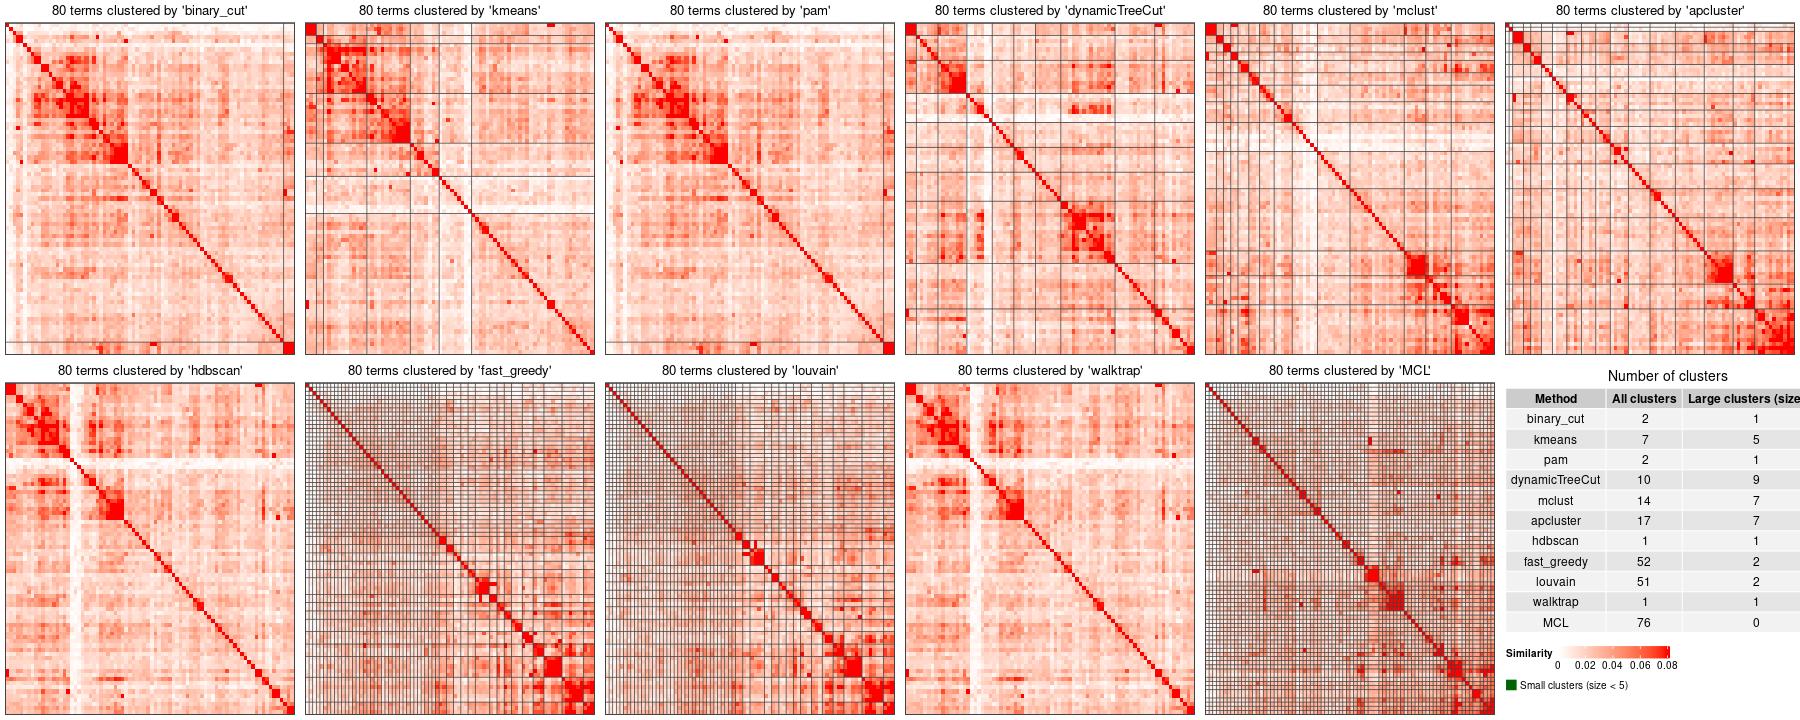 80 terms clustered by 'binary_cut'
80 terms clustered by 'kmeans'
80 terms clustered by 'pam'
80 terms clustered by 'dynamicTreeCut'
80 terms clustered by 'mclust'
80 terms clustered by 'apcluster'
80 terms clustered by 'hdbscan'
80 terms clustered by 'fast_greedy'
80 terms clustered by 'louvain'
80 terms clustered by 'walktrap'
80 terms clustered by 'MCL'
Number of clusters
Method All clusters Large clusters (size
binary_cut 2 1
kmeans 7 5
pam 2 1
dynamicTreeCut 10 9
mclust 14 7
apcluster 17 7
hdbscan 1 1
fast_greedy 52 2
louvain 51 2
walktrap 1 1
MCL 76 0
Similarity
0 0.02 0.04 0.06 0.08
Small clusters (size < 5)